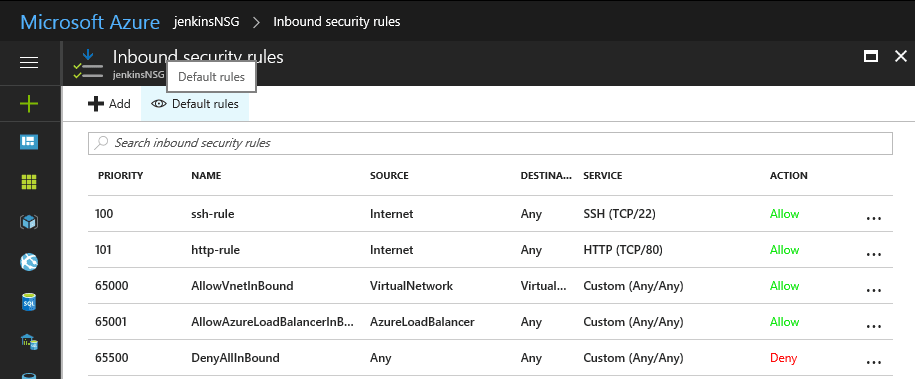 Microsoft Azure jenkinsNSG > Inbound security rules
Inbound security rules
jenkinsNSG
Default rules
Add Default rules
Search inbound security rules
PRIORITY NAME SOURCE DESTINA... SERVICE ACTION
100 ssh-rule Internet Any SSH (TCP/22) Allow ...
101 http-rule Internet Any HTTP (TCP/80) Allow ...
65000 AllowVnetInBound VirtualNetwork Virtual... Custom (Any/Any) Allow ...
65001 AllowAzureLoadBalancerInB... AzureLoadBalancer Any Custom (Any/Any) Allow ...
SQL
65500 DenyAllInBound Any Any Custom (Any/Any) Deny ...